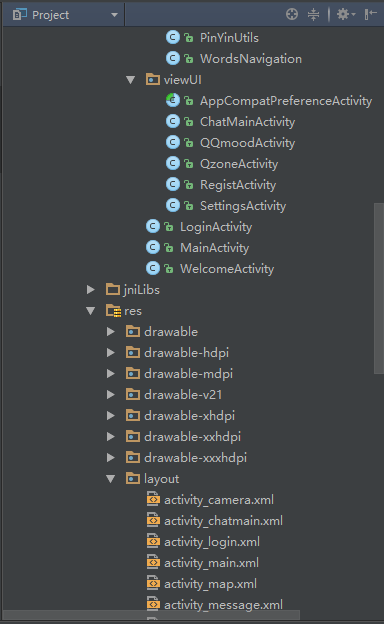 Project
PinYinUtils
WordsNavigation
viewUI
AppCompatPreferenceActivity
ChatMainActivity
QQmoodActivity
QzoneActivity
RegistActivity
SettingsActivity
LoginActivity
MainActivity
WelcomeActivity
jniLibs
res
drawable
drawable-hdpi
drawable-mdpi
drawable-v21
drawable-xhdpi
drawable-xxhdpi
drawable-xxxhdpi
layout
activity_camera.xml
activity_chatmain.xml
activity_login.xml
activity_main.xml
activity_map.xml
activity_message.xml